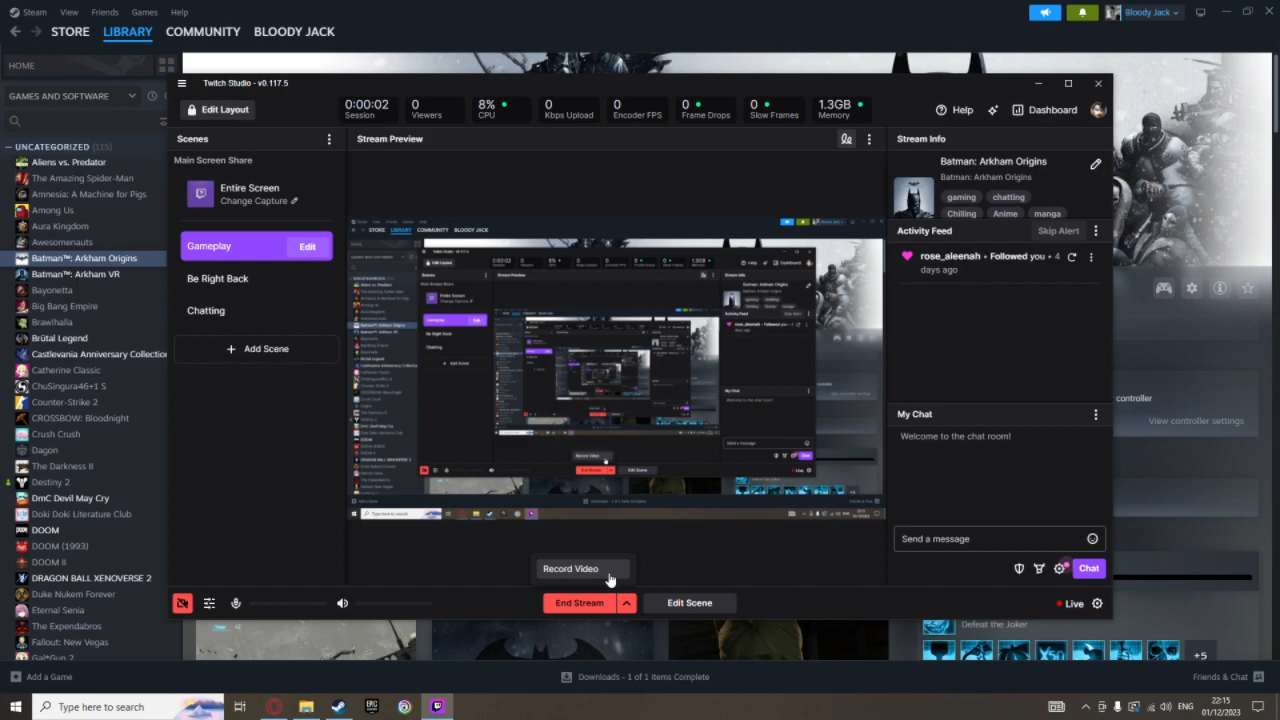 Steam View Friends Games Help
Bloody Jack
STORE LIBRARY COMMUNITY BLOODY JACK
HOME
GAMES AND SOFTWARE
UNCATEGORIZED (115)
Aliens vs. Predator
The Amazing Spider-Man
Amnesia: A Machine for Pigs
Among Us
Aura Kingdom
Awesomenauts
Batman™: Arkham Origins
Batman™: Arkham VR
Bayonetta
Big Bang Empire
Brawlhalla
Brütal Legend
Castlevania Anniversary Collection
Catherine Classic
ChuSingura46+1 S
Counter-Strike 2
CROSSBOW: Bloodnight
Crush Crush
Dagon
The Darkness II
Destiny 2
DmC Devil May Cry
Doki Doki Literature Club
DOOM
DOOM (1993)
DOOM II
DRAGON BALL XENOVERSE 2
Duke Nukem Forever
Eternal Senia
The Expendabros
Fallout: New Vegas
Gal*Gun 2
Twitch Studio - v0.117.5
Edit Layout
0:00:02
Session
0
Viewers
8%
CPU
0
Kbps Upload
0
Encoder FPS
0
Frame Drops
0
Slow Frames
1.3GB
Memory
Help
Dashboard
Scenes
Main Screen Share
Entire Screen
Change Capture
Gameplay Edit
Be Right Back
Chatting
+ Add Scene
Stream Preview
Stream Info
Batman: Arkham Origins
Batman: Arkham Origins
gaming chatting
Chilling Anime manga
Activity Feed Skip Alert
rose_aleenah • Followed you • 4
days ago
My Chat
Welcome to the chat room!
Send a message
Chat
Record Video
End Stream
Edit Scene
Live
controller
View controller settings
Defeat the Joker
+5
Add a Game
Downloads - 1 of 1 Items Complete
Friends & Chat
Type here to search
EPIC
ENG
22:15
01/12/2023